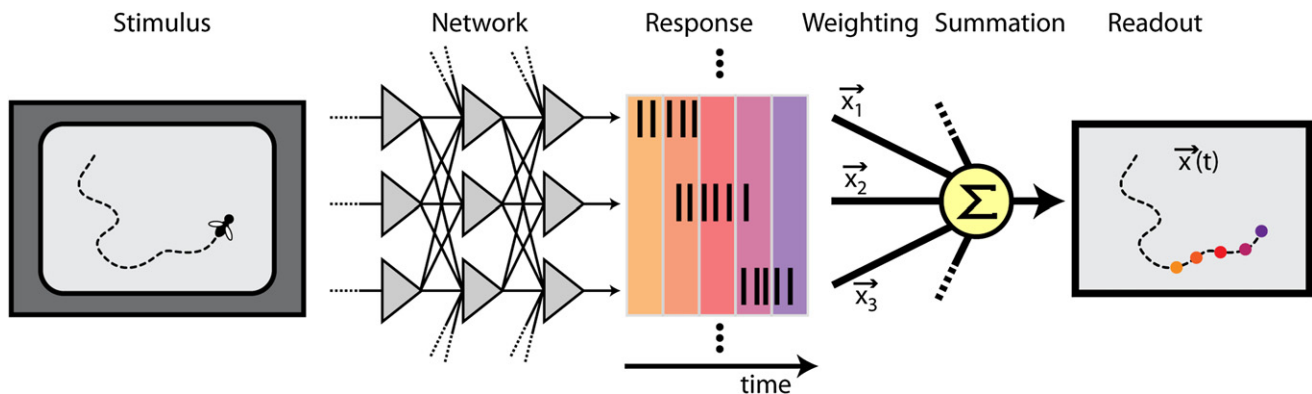 Stimulus
Network
Response
Weighting
Summation
Readout
x⃗₁
x⃗₂
x⃗₃
Σ
x⃗(t)
time